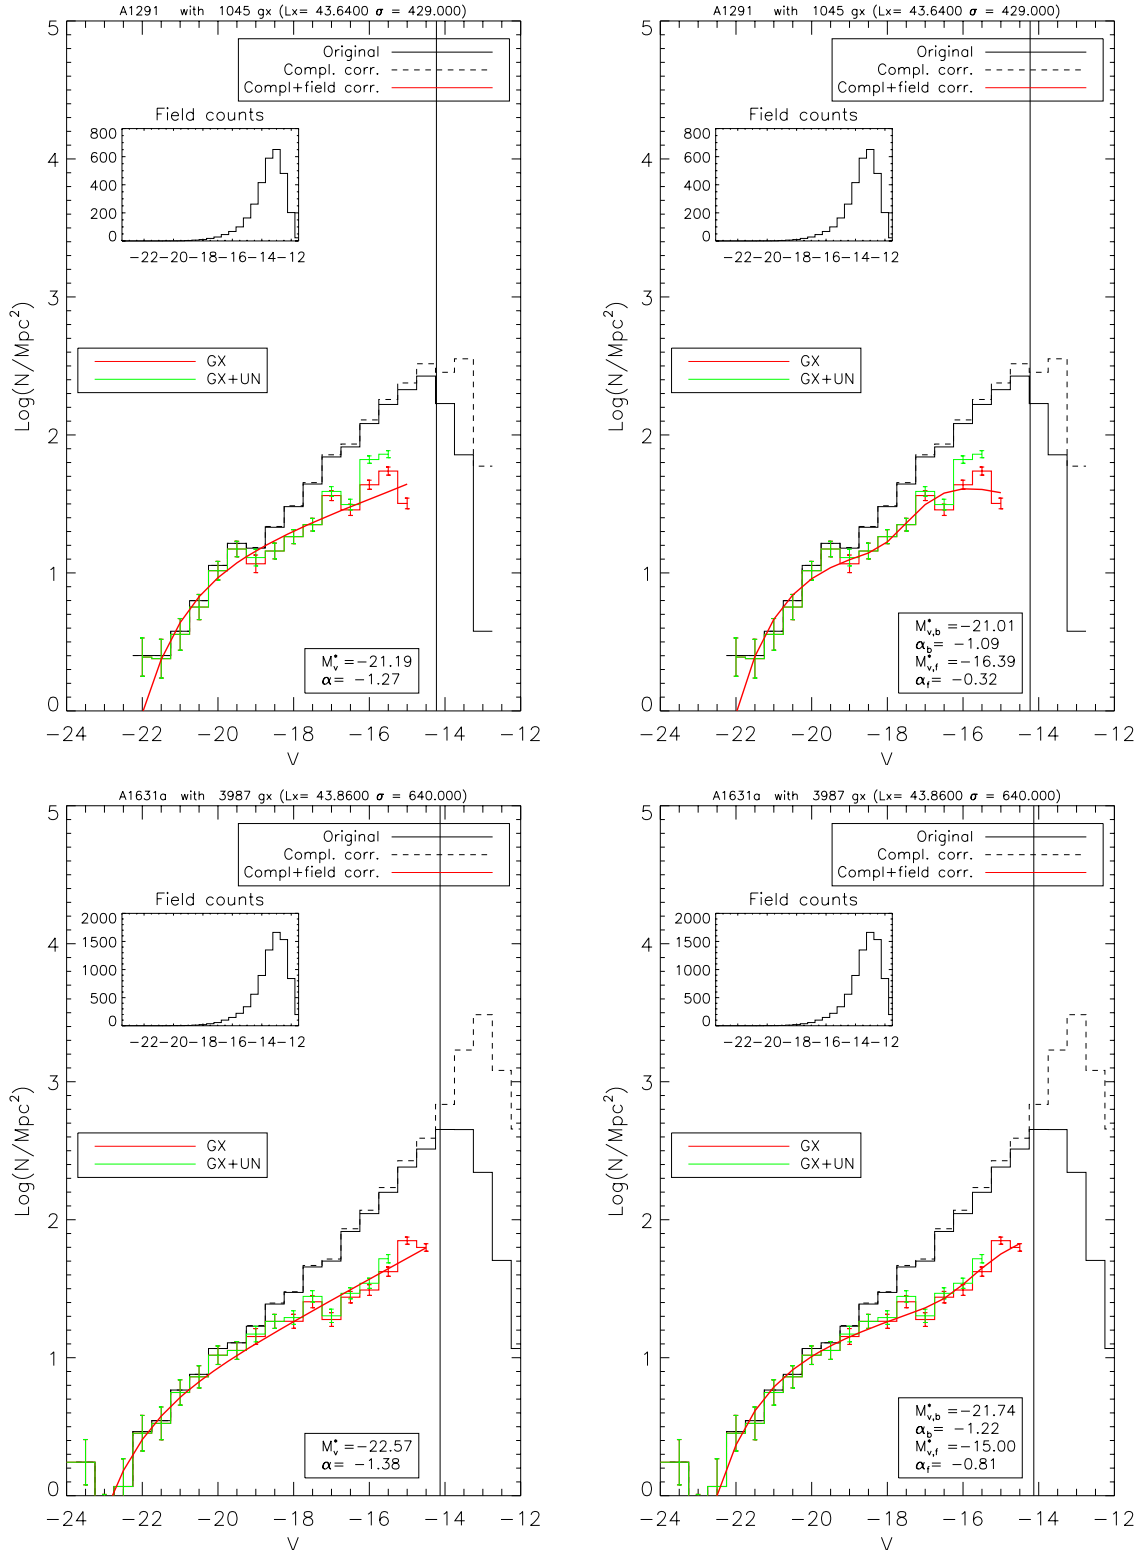 A1291 with 1045 gx (Lx= 43.6400 σ = 429.000)
Original
Compl. corr.
Compl+field corr.
Field counts
800
600
400
200
0
−22−20−18−16−14−12
GX
GX+UN
M*v =−21.19
α= −1.27
Log(N/Mpc²)
5
4
3
2
1
0
−24 −22 −20 −18 −16 −14 −12
V
A1291 with 1045 gx (Lx= 43.6400 σ = 429.000)
Original
Compl. corr.
Compl+field corr.
Field counts
800
600
400
200
0
−22−20−18−16−14−12
GX
GX+UN
M*v,b =−21.01
αb= −1.09
M*v,f =−16.39
αf= −0.32
Log(N/Mpc²)
5
4
3
2
1
0
−24 −22 −20 −18 −16 −14 −12
V
A1631a with 3987 gx (Lx= 43.8600 σ = 640.000)
Original
Compl. corr.
Compl+field corr.
Field counts
2000
1500
1000
500
0
−22−20−18−16−14−12
GX
GX+UN
M*v =−22.57
α= −1.38
Log(N/Mpc²)
5
4
3
2
1
0
−24 −22 −20 −18 −16 −14 −12
V
A1631a with 3987 gx (Lx= 43.8600 σ = 640.000)
Original
Compl. corr.
Compl+field corr.
Field counts
2000
1500
1000
500
0
−22−20−18−16−14−12
GX
GX+UN
M*v,b =−21.74
αb= −1.22
M*v,f =−15.00
αf= −0.81
Log(N/Mpc²)
5
4
3
2
1
0
−24 −22 −20 −18 −16 −14 −12
V